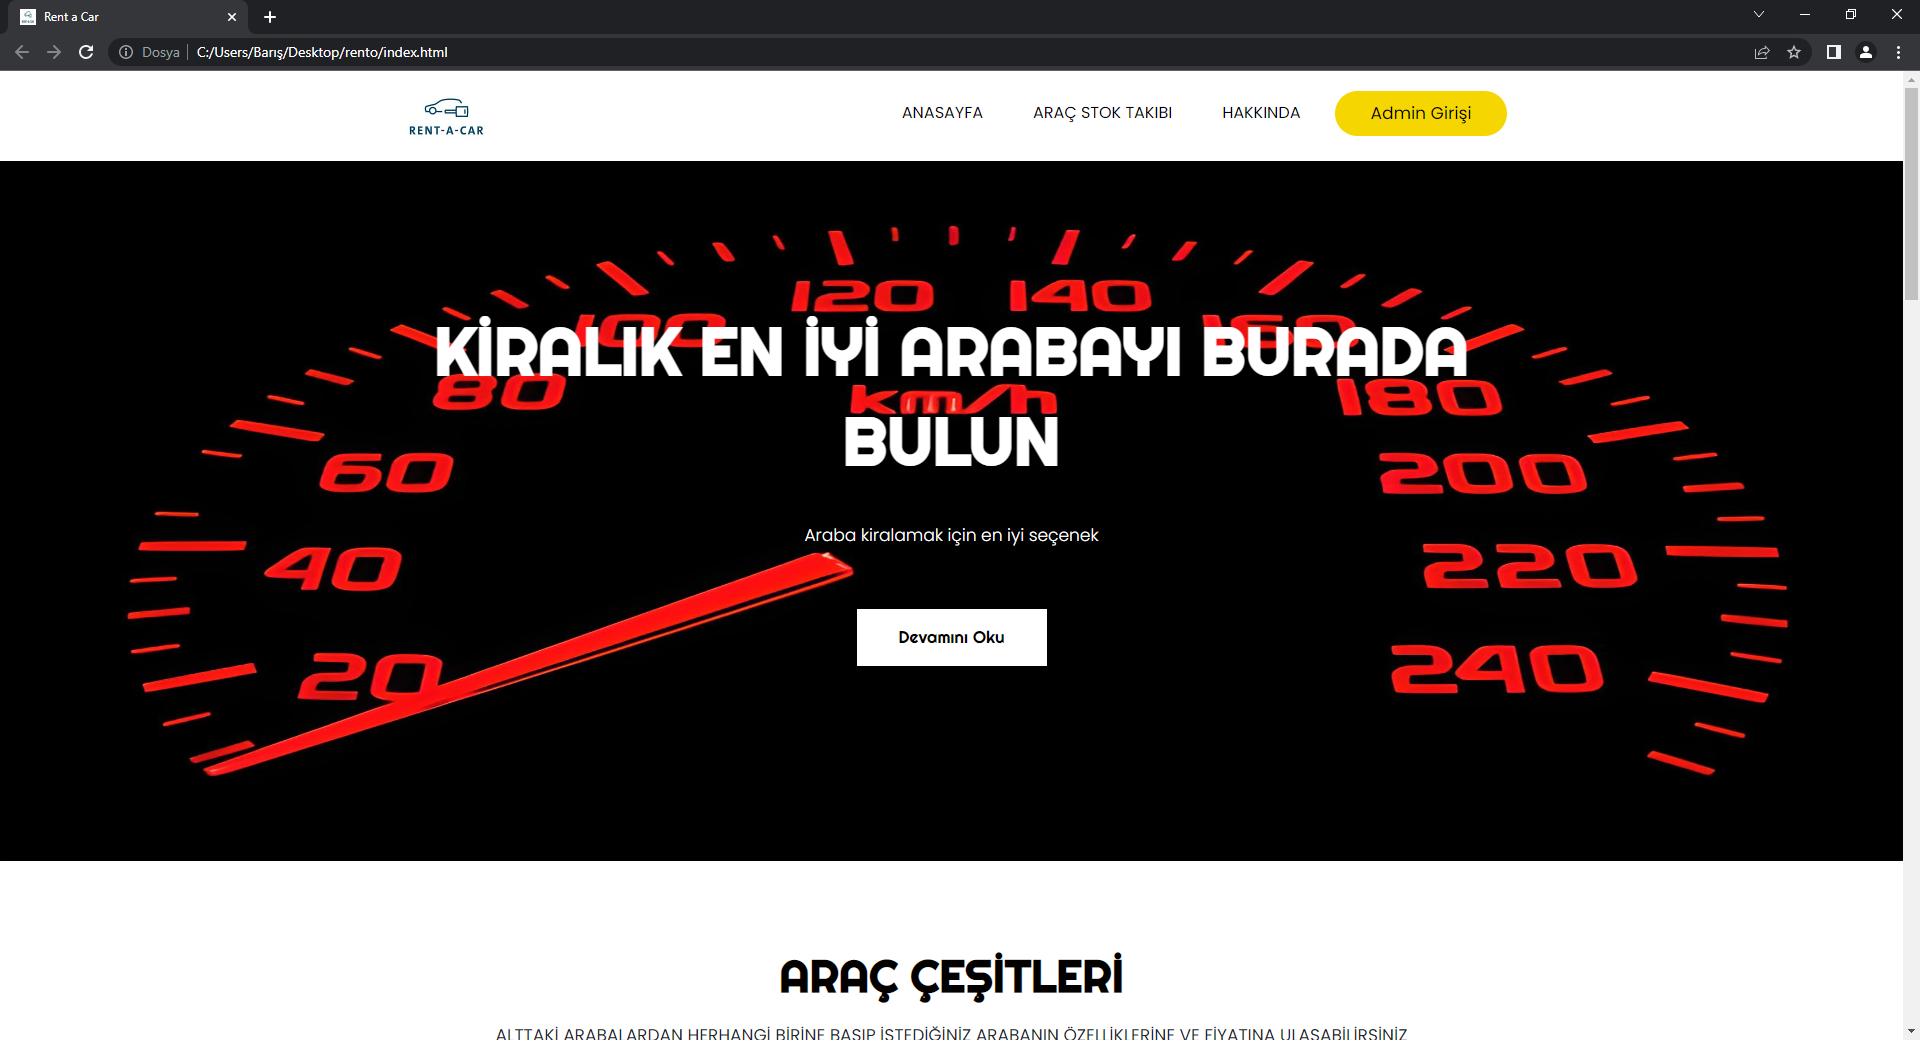 Rent a Car
Dosya C:/Users/Barış/Desktop/rento/index.html
RENT-A-CAR
ANASAYFA ARAÇ STOK TAKIBI HAKKINDA Admin Girişi
120 140
100 160
KİRALIK EN İYİ ARABAYI BURADA
80 km/h 180
BULUN
60 200
Araba kiralamak için en iyi seçenek
40 220
Devamını Oku
20 240
ARAÇ ÇEŞİTLERİ
ALTTAKİ ARABALARDAN HERHANGİ BİRİNE BASIP İSTEDİĞİNİZ ARABANIN ÖZELLİKLERİNE VE FİYATINA ULAŞABİLİRSİNİZ